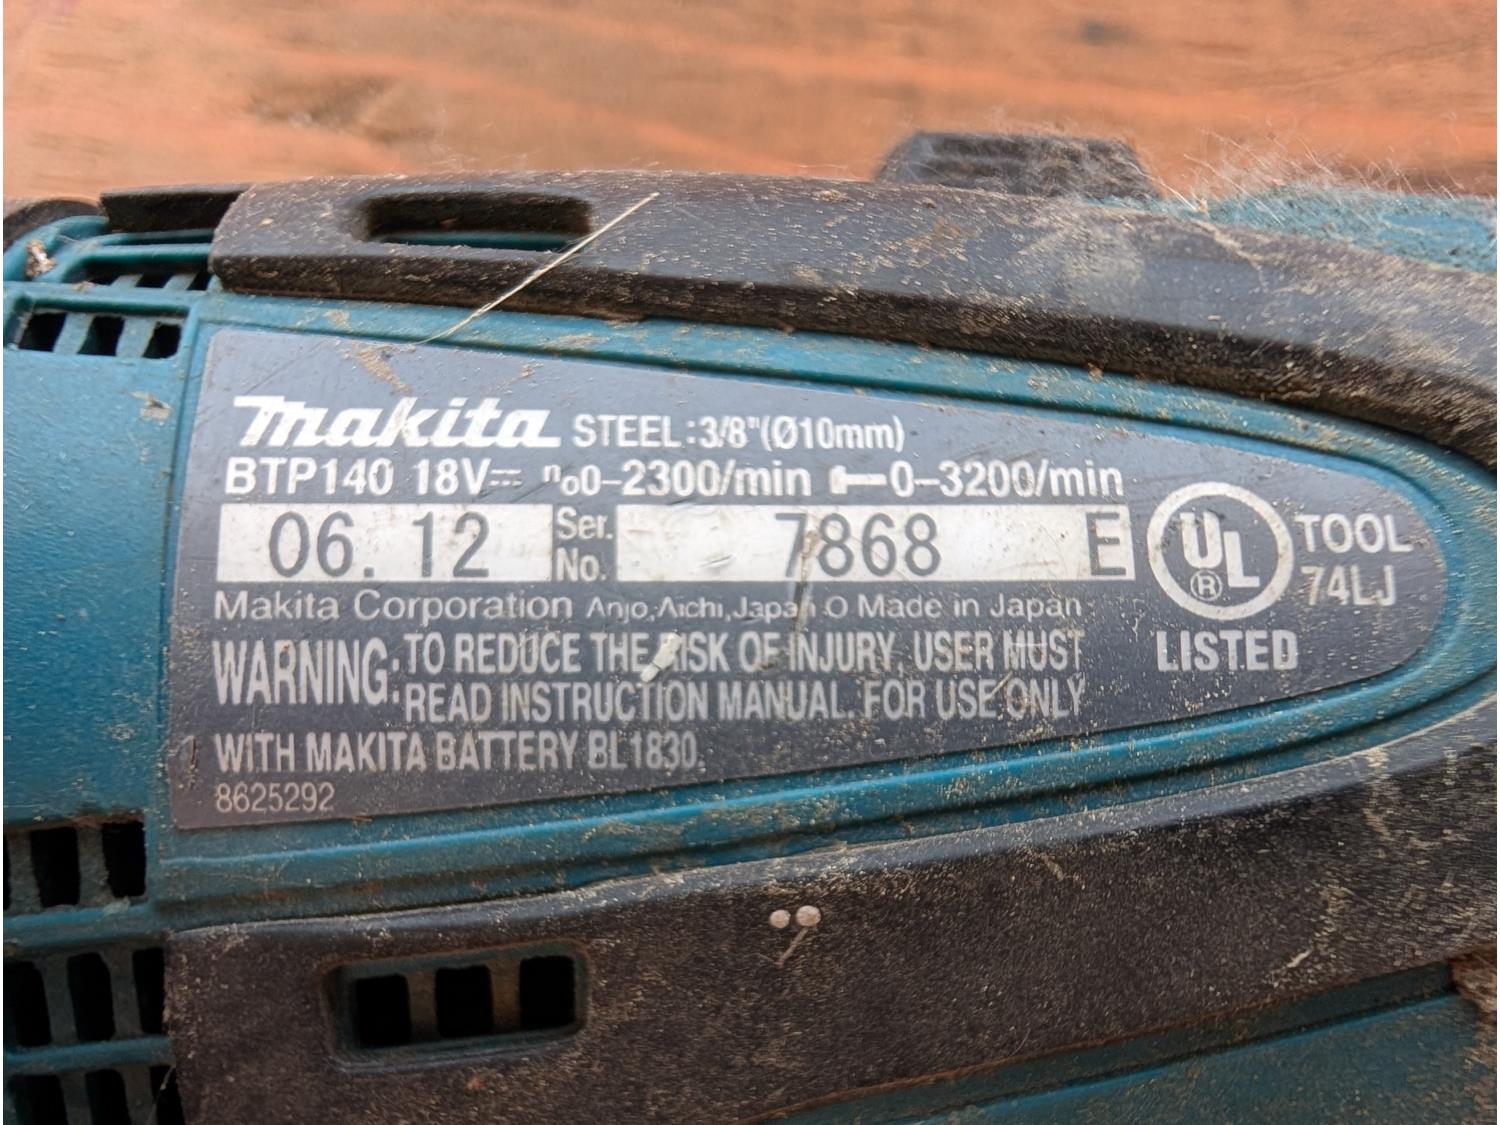 makita STEEL:3/8"(Ø10mm)
BTP140 18V⎓ n₀0–2300/min 0–3200/min
06. 12 Ser. No. 7868 E
Makita Corporation Anjo, Aichi, Japan O Made in Japan
WARNING: TO REDUCE THE RISK OF INJURY, USER MUST
READ INSTRUCTION MANUAL. FOR USE ONLY
WITH MAKITA BATTERY BL1830.
8625292
UL ®
LISTED
TOOL
74LJ